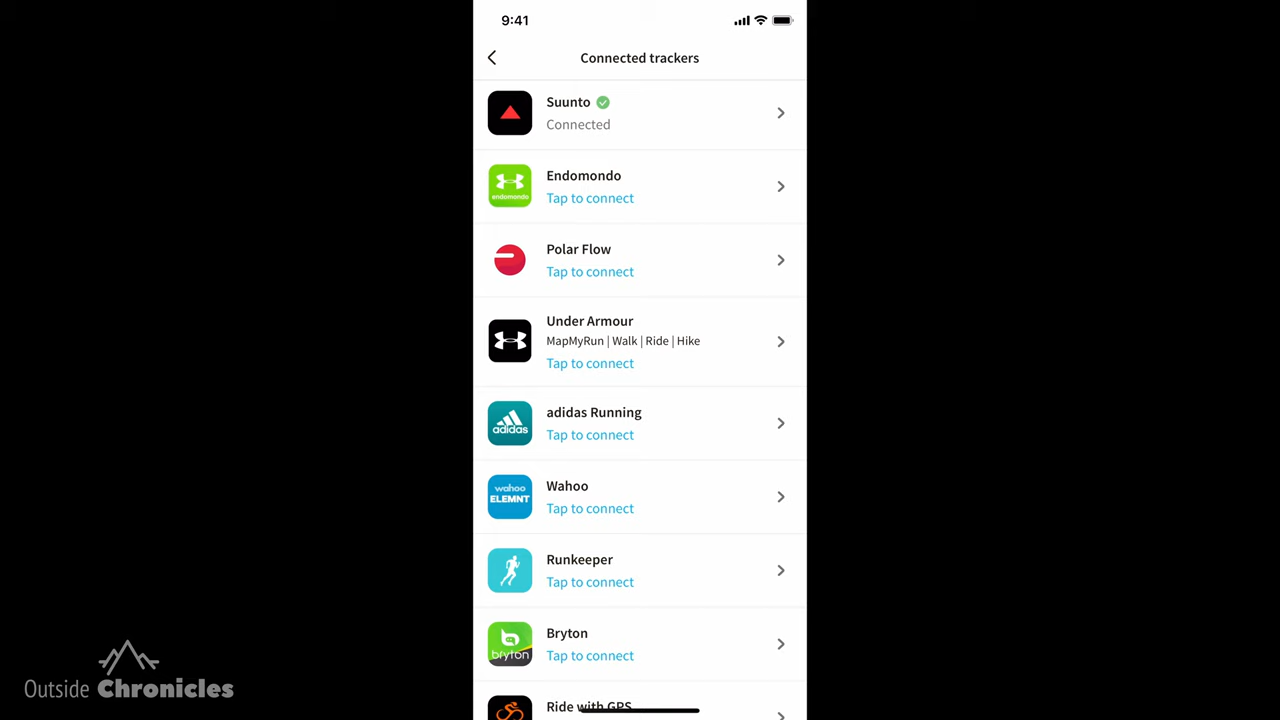 9:41
Connected trackers
Suunto
Connected
endomondo
Endomondo
Tap to connect
Polar Flow
Tap to connect
Under Armour
MapMyRun | Walk | Ride | Hike
Tap to connect
adidas
adidas Running
Tap to connect
wahoo
ELEMNT
Wahoo
Tap to connect
Runkeeper
Tap to connect
bryton
Bryton
Tap to connect
Ride with GPS
Outside Chronicles